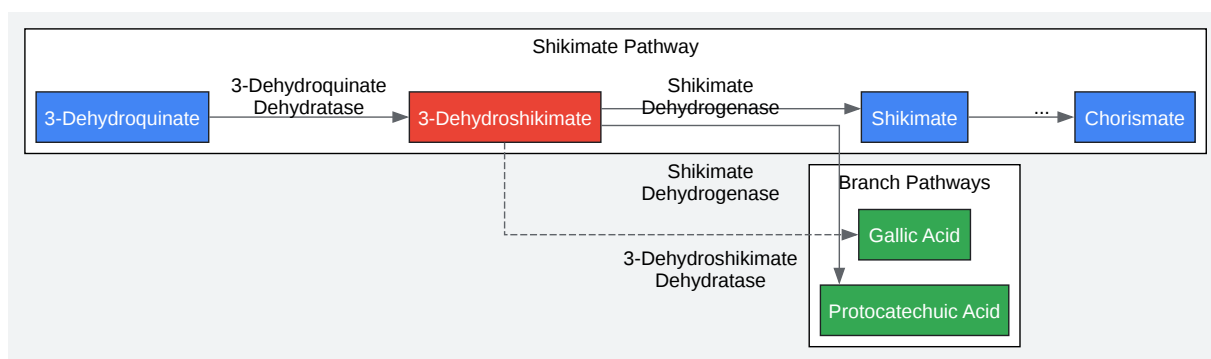 Shikimate Pathway
3-Dehydroquinate
Dehydratase
Shikimate
Dehydrogenase
3-Dehydroquinate
3-Dehydroshikimate
Shikimate
...
Chorismate
Shikimate
Dehydrogenase
Branch Pathways
Gallic Acid
3-Dehydroshikimate
Dehydratase
Protocatechuic Acid